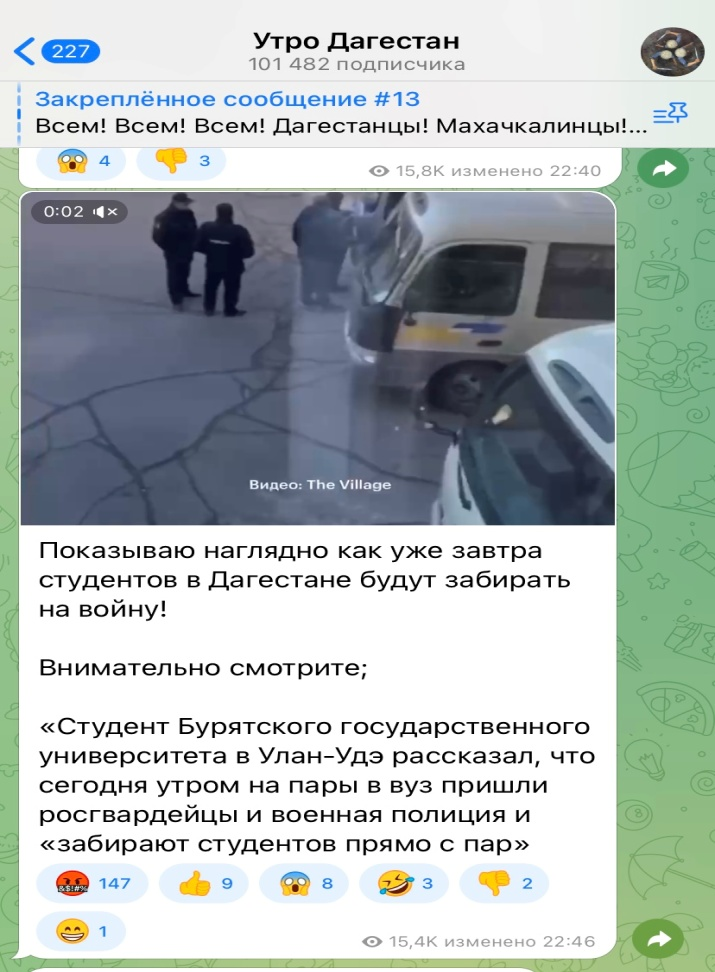 227
Утро Дагестан
101 482 подписчика
Закреплённое сообщение #13
Всем! Всем! Всем! Дагестанцы! Махачкалинцы!...
4 3
15,8K изменено 22:40
0:02
Видео: The Village
Показываю наглядно как уже завтра
студентов в Дагестане будут забирать
на войну!
Внимательно смотрите;
«Студент Бурятского государственного
университета в Улан-Удэ рассказал, что
сегодня утром на пары в вуз пришли
росгвардейцы и военная полиция и
«забирают студентов прямо с пар»
147 9 8 3 2
1
15,4K изменено 22:46